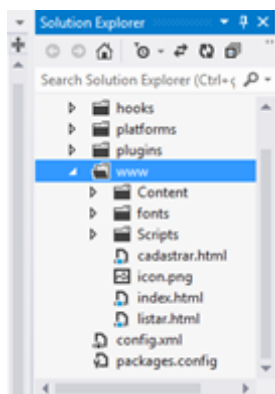 Solution Explorer
Search Solution Explorer (Ctrl+ç
hooks
platforms
plugins
www
Content
fonts
Scripts
cadastrar.html
icon.png
index.html
listar.html
config.xml
packages.config